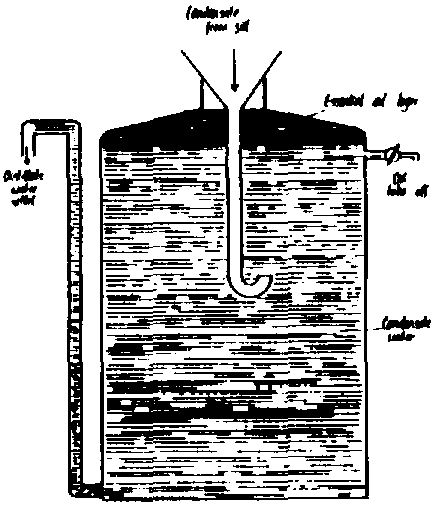 Condensate
from still
Essential oil layer
Distillate
water
outlet
Oil
take off
Condensate
water